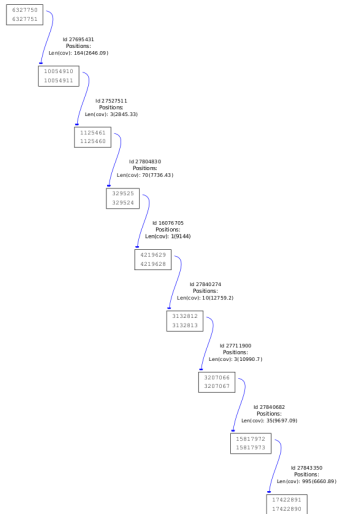 6327750
6327751
Id 27695431
Positions:
Len(cov): 164(2646.09)
10054910
10054911
Id 27527511
Positions:
Len(cov): 3(2845.33)
1125461
1125460
Id 27804830
Positions:
Len(cov): 70(7736.43)
329525
329524
Id 16076705
Positions:
Len(cov): 1(9144)
4219629
4219628
Id 27840274
Positions:
Len(cov): 10(12759.2)
3132812
3132813
Id 27711900
Positions:
Len(cov): 3(10990.7)
3207066
3207067
Id 27840682
Positions:
Len(cov): 35(9697.09)
15817972
15817973
Id 27843350
Positions:
Len(cov): 995(6660.89)
17422891
17422890